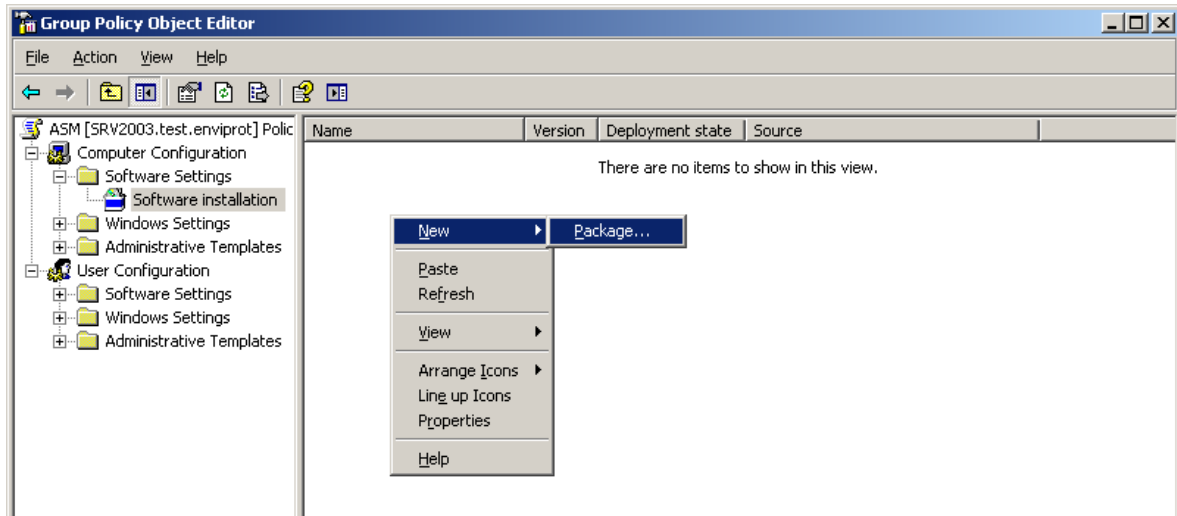 Group Policy Object Editor
File Action View Help
ASM [SRV2003.test.enviprot] Polic
Computer Configuration
Software Settings
Software installation
Windows Settings
Administrative Templates
User Configuration
Software Settings
Windows Settings
Administrative Templates
Name Version Deployment state Source
There are no items to show in this view.
New
Package...
Paste
Refresh
View
Arrange Icons
Line up Icons
Properties
Help